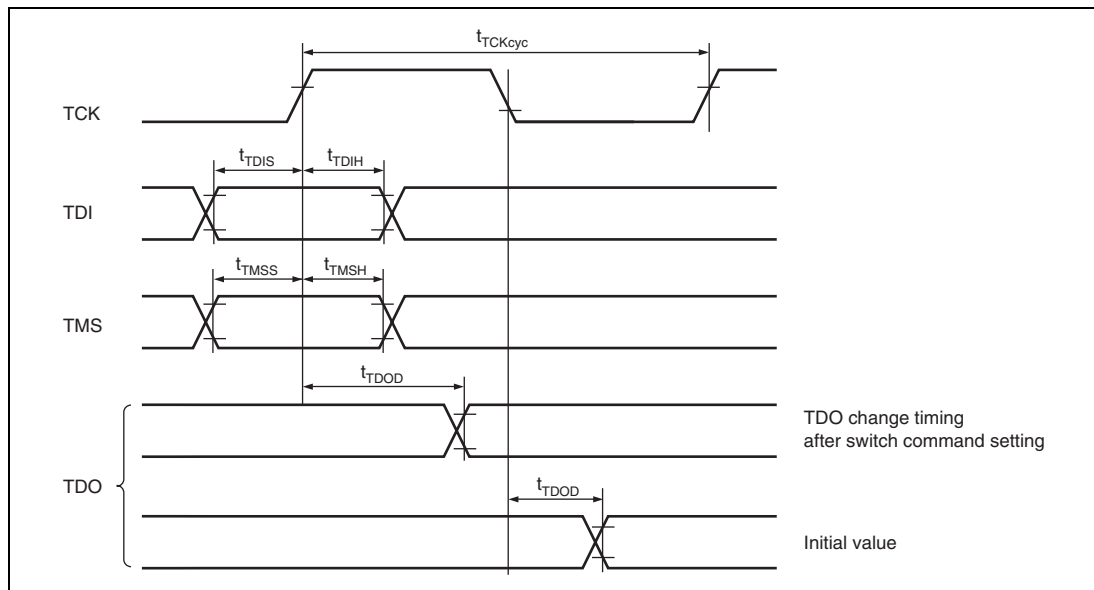 tTCKcyc
TCK
tTDIS
tTDIH
TDI
tTMSS
tTMSH
TMS
tTDOD
TDO change timing
after switch command setting
TDO
tTDOD
Initial value